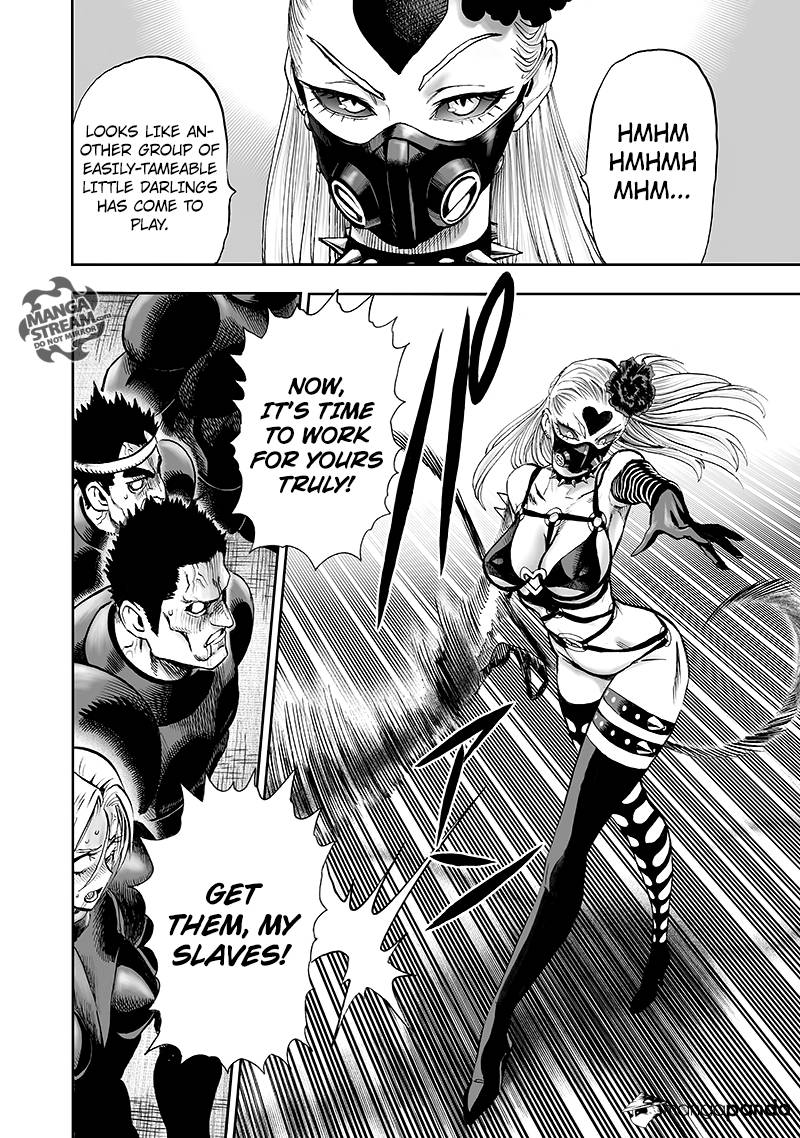 HMHM
HMHMH
MHM...
LOOKS LIKE AN-
OTHER GROUP OF
EASILY-TAMEABLE
LITTLE DARLINGS
HAS COME TO
PLAY.
MANGA
STREAM.com
DO NOT MIRROR
NOW,
IT'S TIME
TO WORK
FOR YOURS
TRULY!
GET
THEM, MY
SLAVES!
Mangapanda